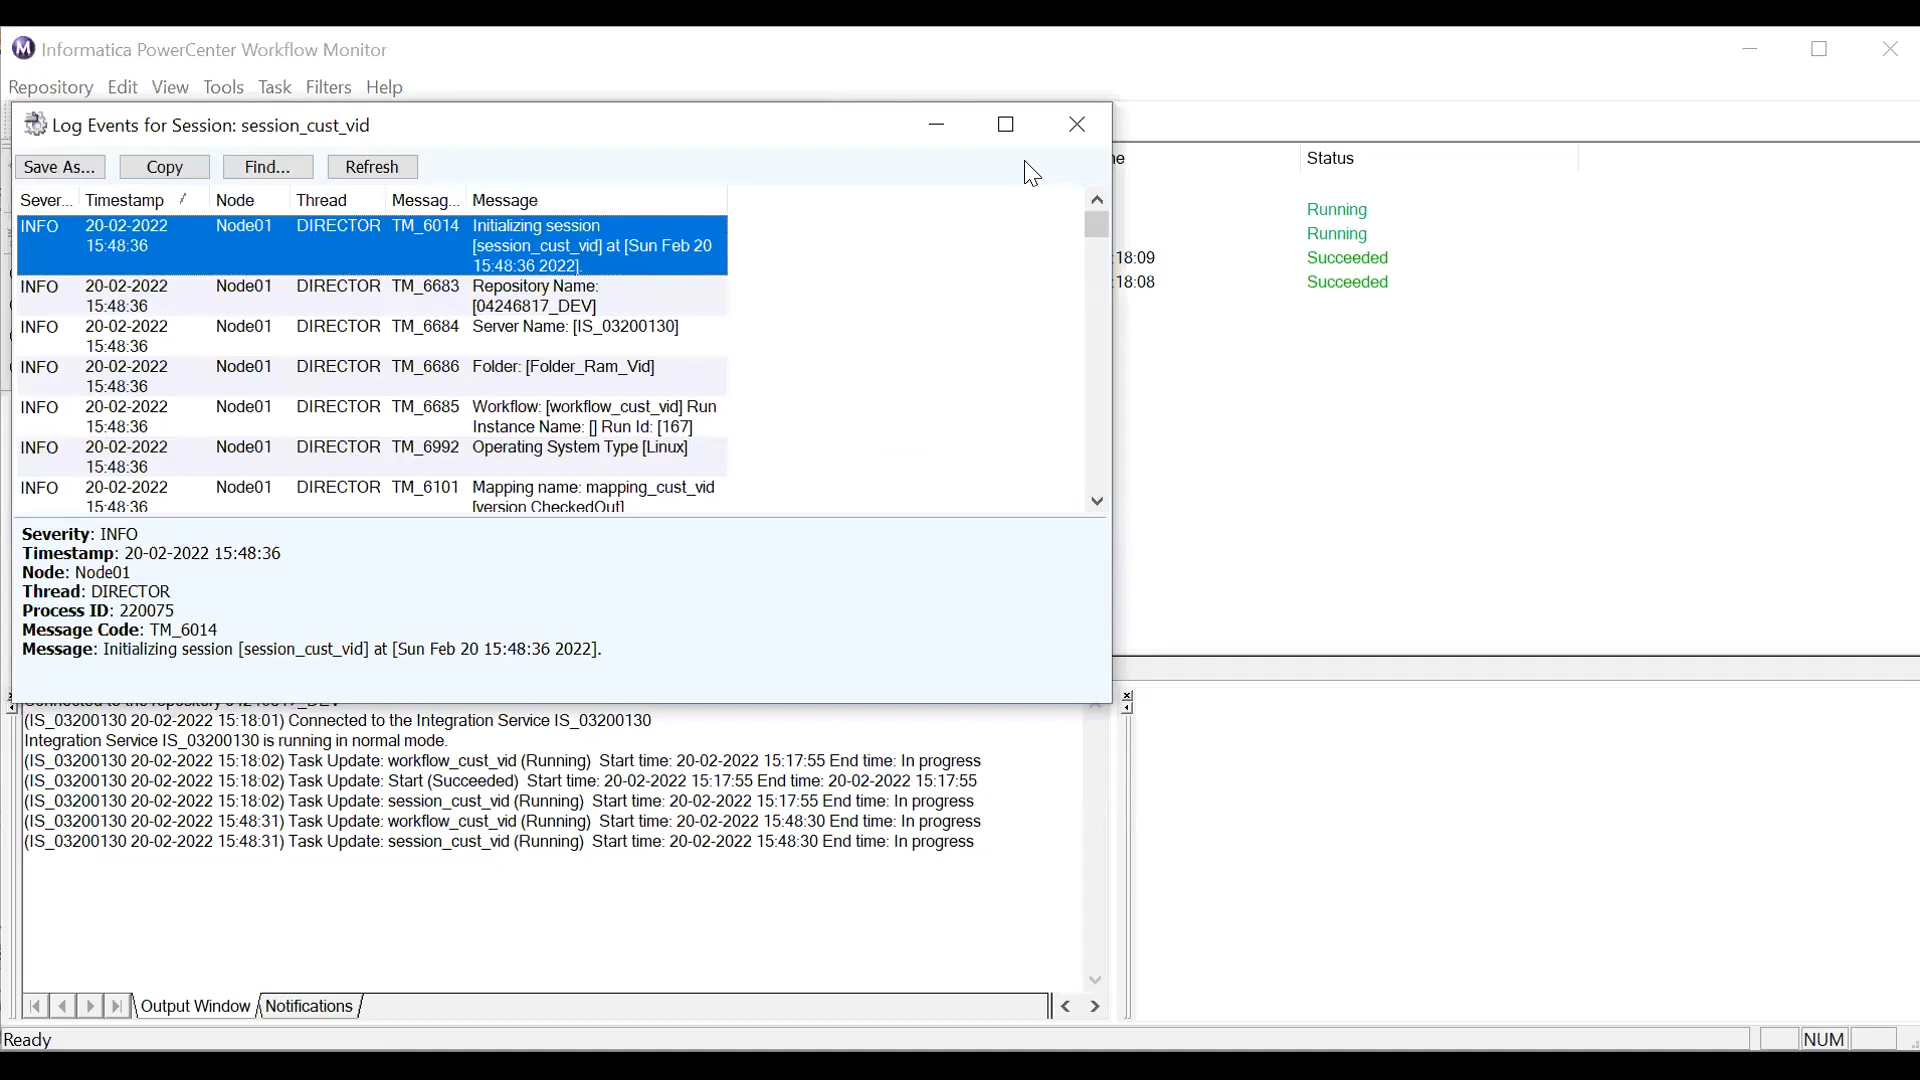 Informatica PowerCenter Workflow Monitor
Repository Edit View Tools Task Filters Help
Log Events for Session: session_cust_vid
Save As... Copy Find... Refresh
Sever... Timestamp Node Thread Messag... Message
INFO 20-02-2022 Node01 DIRECTOR TM_6014 Initializing session
15:48:36 [session_cust_vid] at [Sun Feb 20
15:48:36 2022].
INFO 20-02-2022 Node01 DIRECTOR TM_6683 Repository Name:
15:48:36 [04246817_DEV]
INFO 20-02-2022 Node01 DIRECTOR TM_6684 Server Name: [IS_03200130]
15:48:36
INFO 20-02-2022 Node01 DIRECTOR TM_6686 Folder: [Folder_Ram_Vid]
15:48:36
INFO 20-02-2022 Node01 DIRECTOR TM_6685 Workflow: [workflow_cust_vid] Run
15:48:36 Instance Name: [] Run Id: [167]
INFO 20-02-2022 Node01 DIRECTOR TM_6992 Operating System Type [Linux]
15:48:36
INFO 20-02-2022 Node01 DIRECTOR TM_6101 Mapping name: mapping_cust_vid
15:48:36 [version CheckedOut]
Severity: INFO
Timestamp: 20-02-2022 15:48:36
Node: Node01
Thread: DIRECTOR
Process ID: 220075
Message Code: TM_6014
Message: Initializing session [session_cust_vid] at [Sun Feb 20 15:48:36 2022].
Status
Running
Running
:18:09 Succeeded
:18:08 Succeeded
(IS_03200130 20-02-2022 15:18:01) Connected to the Integration Service IS_03200130
Integration Service IS_03200130 is running in normal mode.
(IS_03200130 20-02-2022 15:18:02) Task Update: workflow_cust_vid (Running) Start time: 20-02-2022 15:17:55 End time: In progress
(IS_03200130 20-02-2022 15:18:02) Task Update: Start (Succeeded) Start time: 20-02-2022 15:17:55 End time: 20-02-2022 15:17:55
(IS_03200130 20-02-2022 15:18:02) Task Update: session_cust_vid (Running) Start time: 20-02-2022 15:17:55 End time: In progress
(IS_03200130 20-02-2022 15:48:31) Task Update: workflow_cust_vid (Running) Start time: 20-02-2022 15:48:30 End time: In progress
(IS_03200130 20-02-2022 15:48:31) Task Update: session_cust_vid (Running) Start time: 20-02-2022 15:48:30 End time: In progress
Output Window Notifications
Ready NUM